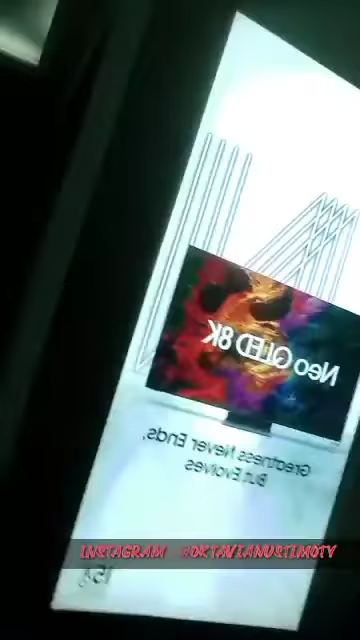 Neo QLED 8K
Greatness Never Ends,
But Evolves
INSTAGRAM : @OKTAVIANUSTIMOTY